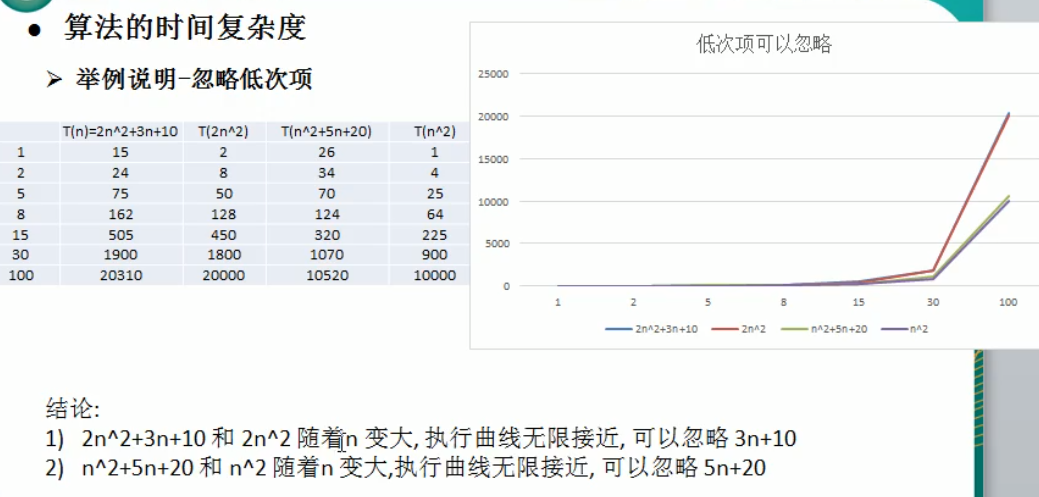 ● 算法的时间复杂度
➢ 举例说明-忽略低次项
T(n)=2n^2+3n+10 T(2n^2) T(n^2+5n+20) T(n^2)
1 15 2 26 1
2 24 8 34 4
5 75 50 70 25
8 162 128 124 64
15 505 450 320 225
30 1900 1800 1070 900
100 20310 20000 10520 10000
低次项可以忽略
25000
20000
15000
10000
5000
0
1 2 5 8 15 30 100
2n^2+3n+10 2n^2 n^2+5n+20 n^2
结论:
1) 2n^2+3n+10 和 2n^2 随着n 变大, 执行曲线无限接近, 可以忽略 3n+10
2) n^2+5n+20 和 n^2 随着n 变大,执行曲线无限接近, 可以忽略 5n+20